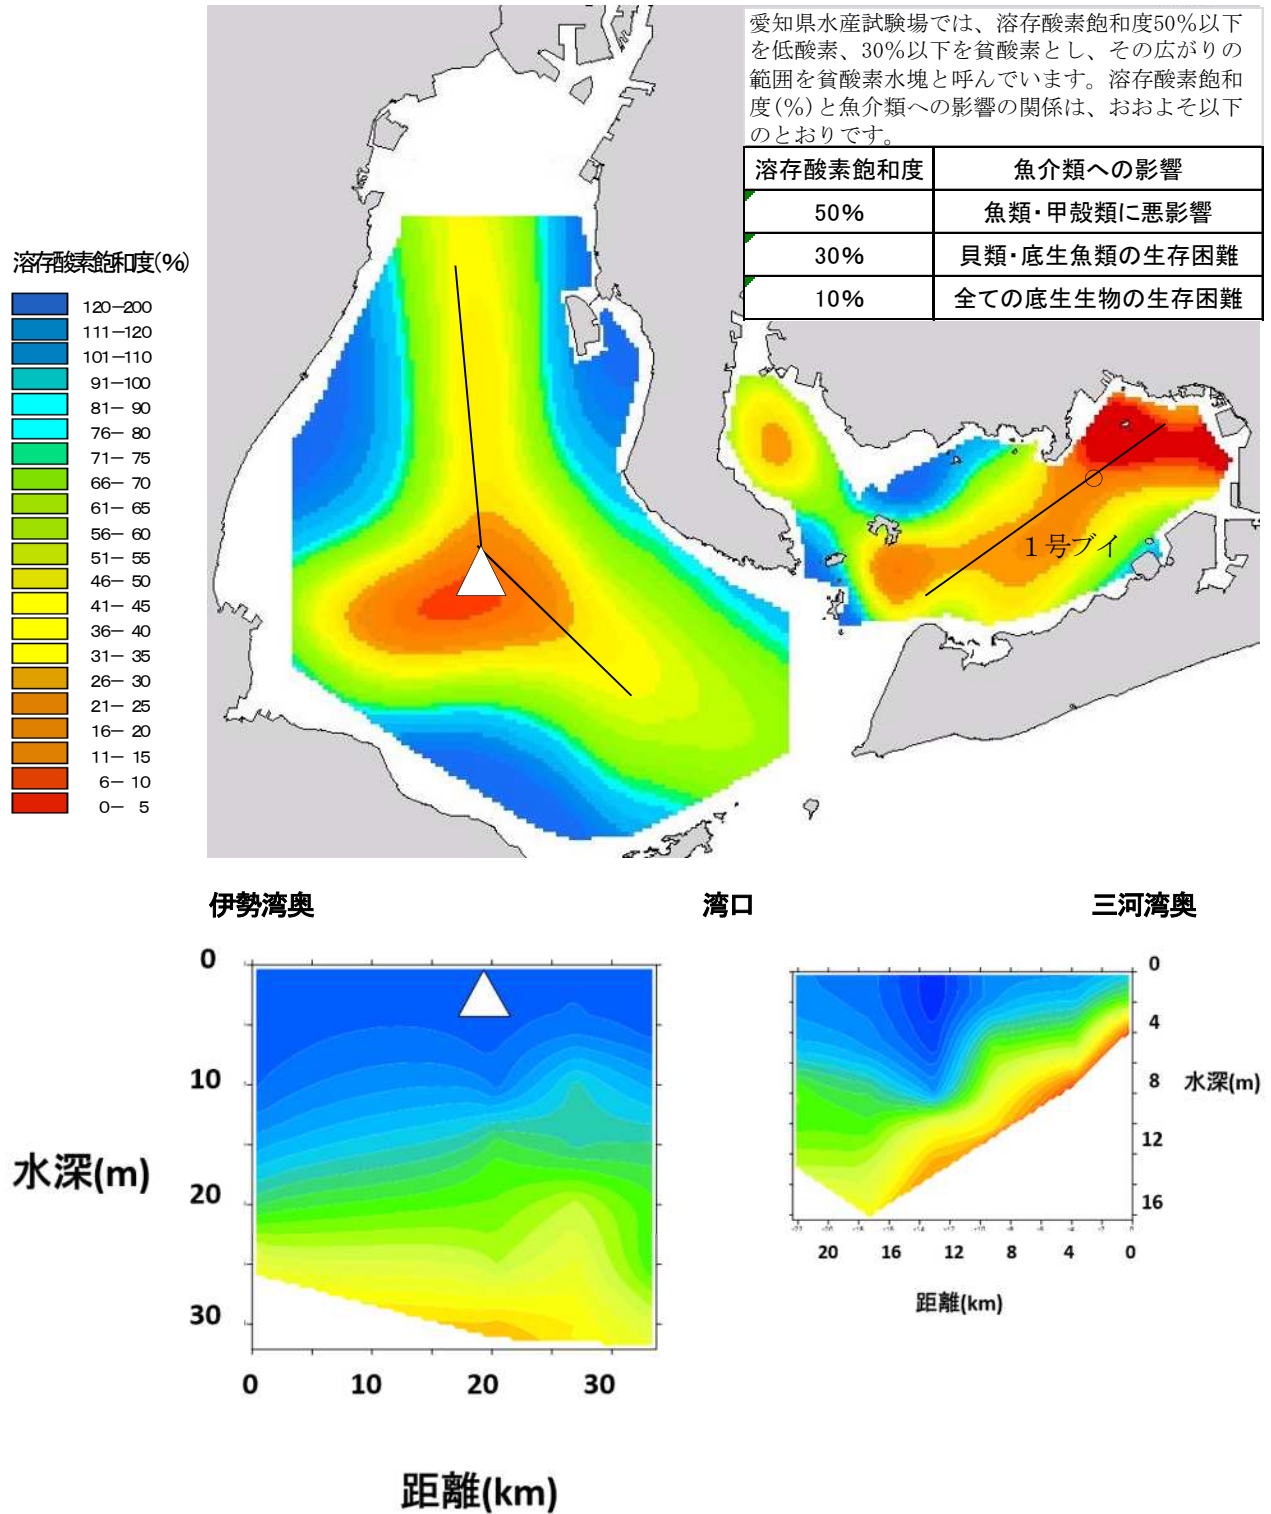 愛知県水産試験場では、溶存酸素飽和度50%以下
を低酸素、30%以下を貧酸素とし、その広がりの
範囲を貧酸素水塊と呼んでいます。溶存酸素飽和
度(%)と魚介類への影響の関係は、おおよそ以下
のとおりです。
溶存酸素飽和度 魚介類への影響
50% 魚類・甲殻類に悪影響
30% 貝類・底生魚類の生存困難
10% 全ての底生生物の生存困難
溶存酸素飽和度(%)
120-200
111-120
101-110
91-100
81- 90
76- 80
71- 75
66- 70
61- 65
56- 60
51- 55
46- 50
41- 45
36- 40
31- 35
26- 30
21- 25
16- 20
11- 15
6- 10
0- 5
1号ブイ
伊勢湾奥 湾口 三河湾奥
0
10
20
30
水深(m)
0 10 20 30
距離(km)
0
4
8
12
16
水深(m)
20 16 12 8 4 0
距離(km)